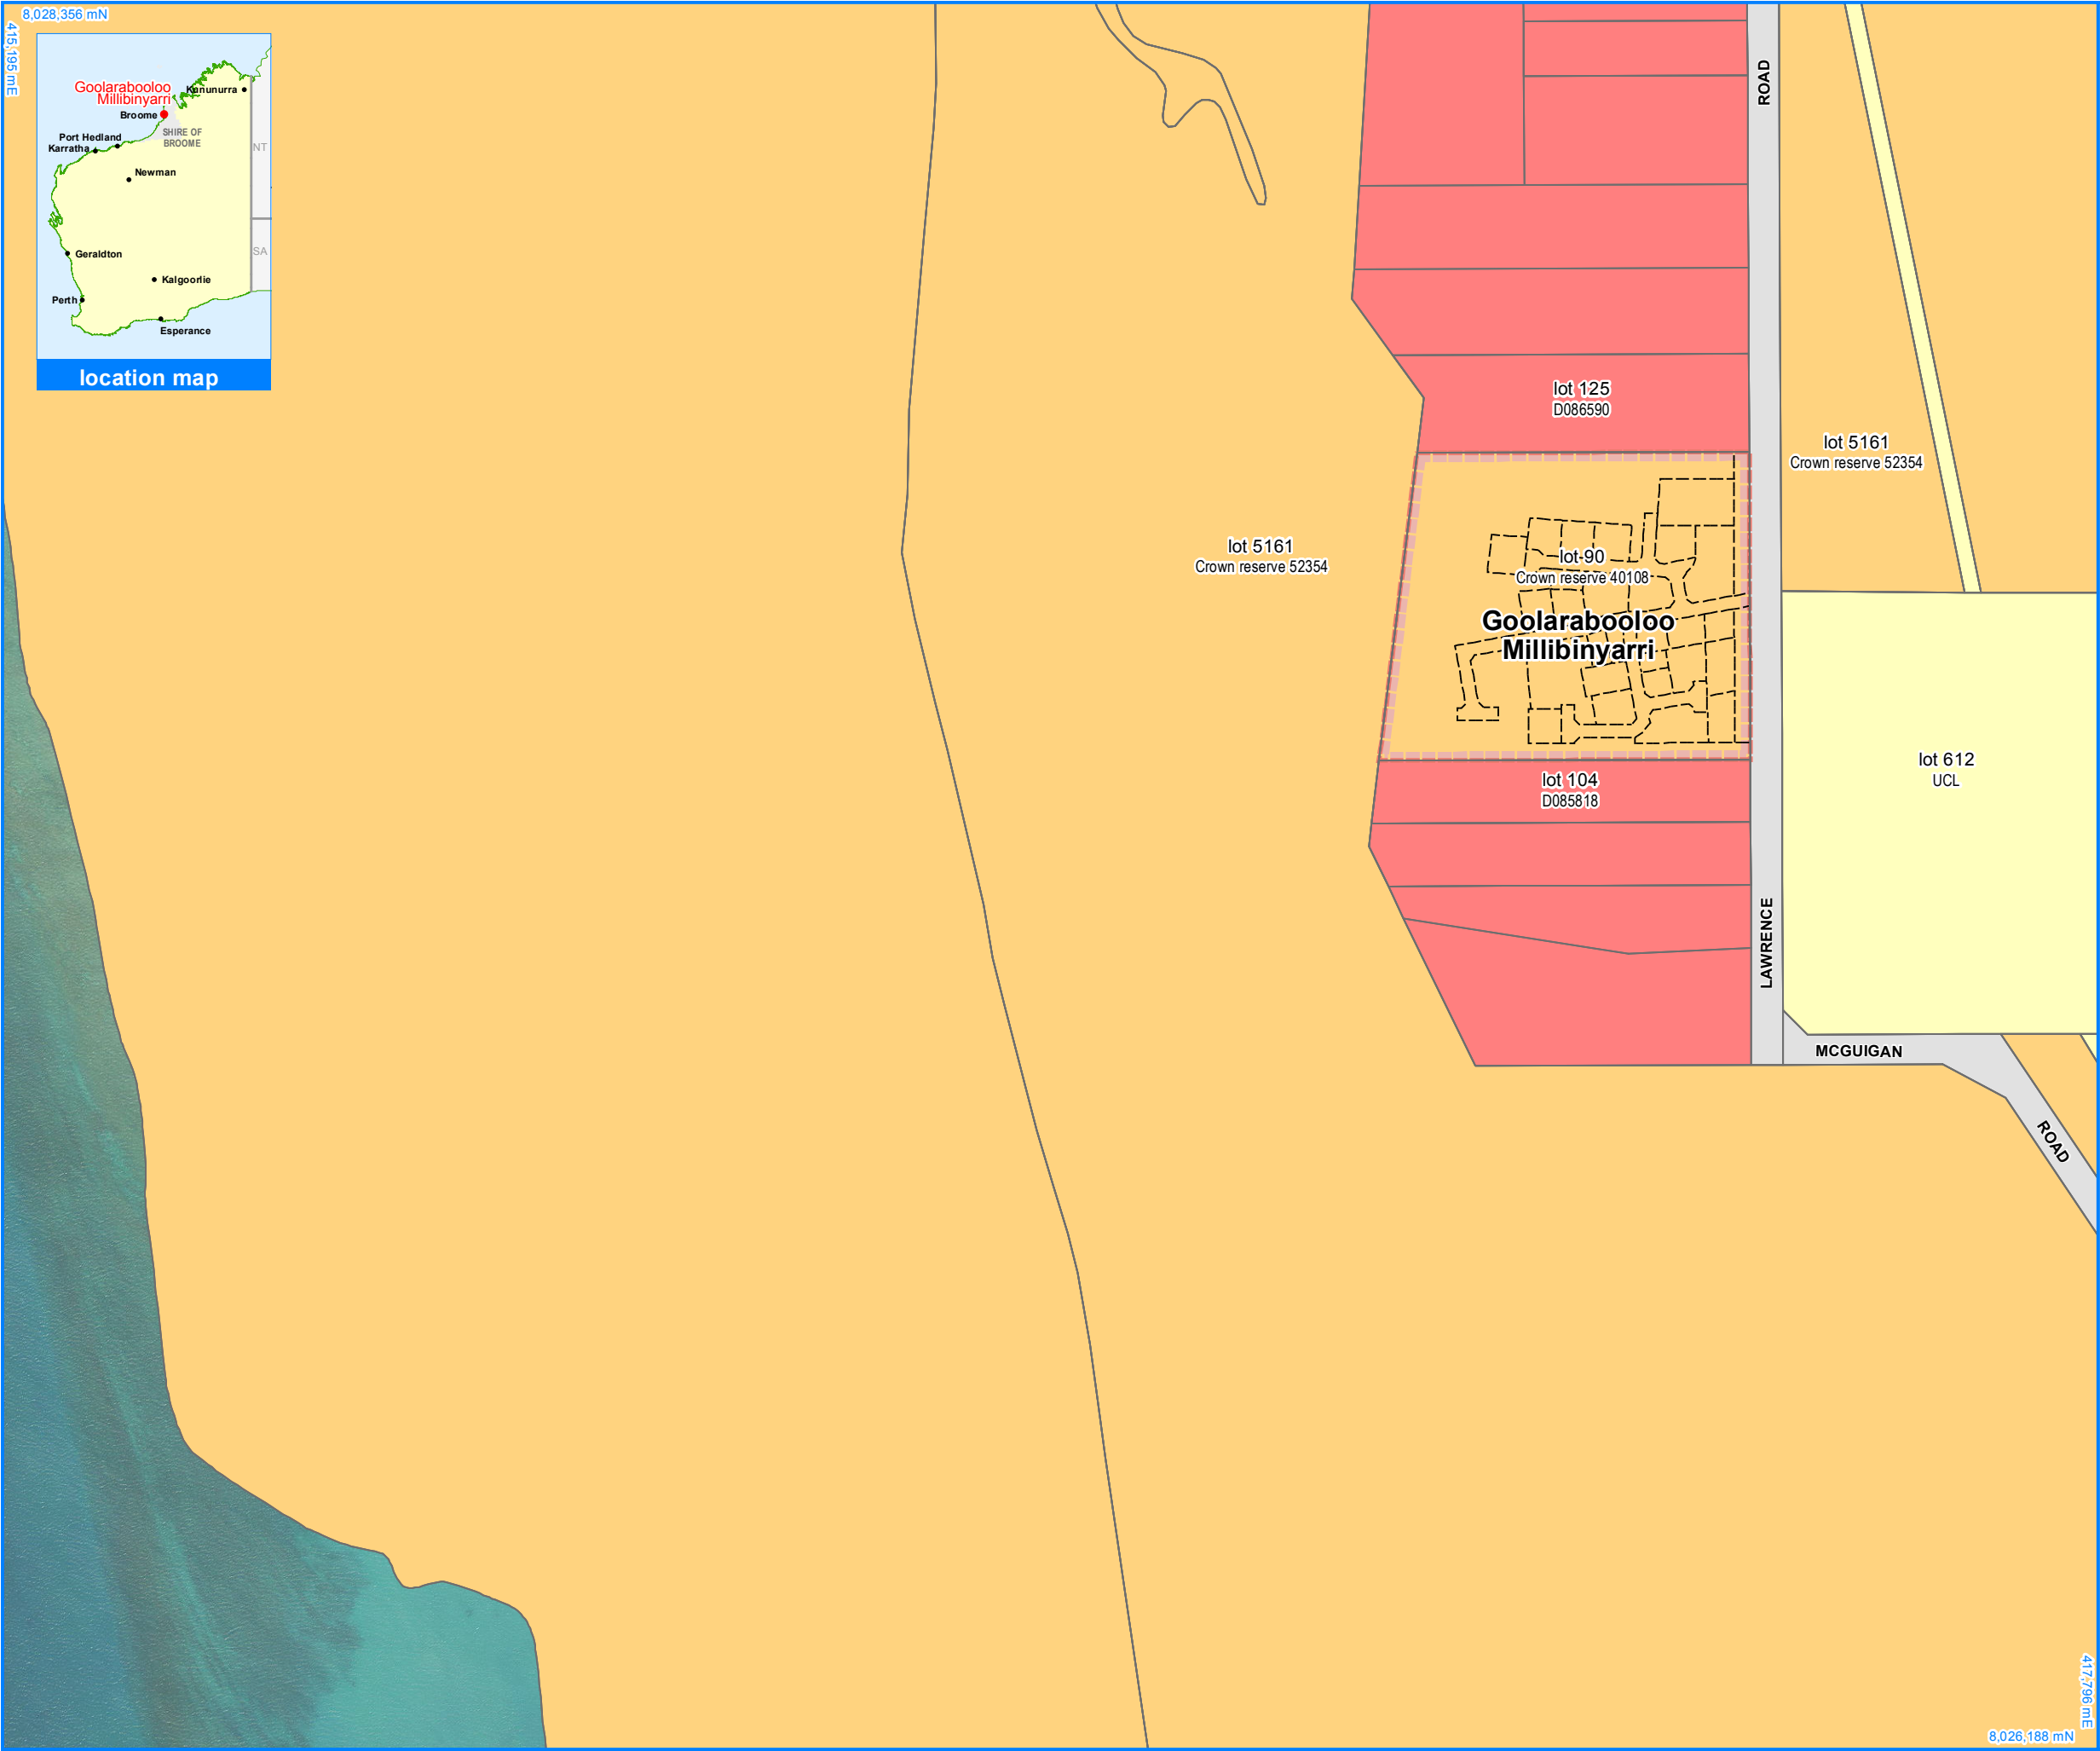 8,028,356 mN
415,195 mE
Goolarabooloo
Millibinyarri
Kununurra
Broome
SHIRE OF
BROOME
Port Hedland
Karratha
NT
Newman
SA
Geraldton
Kalgoorlie
Perth
Esperance
location map
ROAD
lot 125
D086590
lot 5161
Crown reserve 52354
lot 5161
Crown reserve 52354
lot 90
Crown reserve 40108
Goolarabooloo
Millibinyarri
lot 612
UCL
lot 104
D085818
LAWRENCE
MCGUIGAN
ROAD
417,796 mE
8,026,188 mN